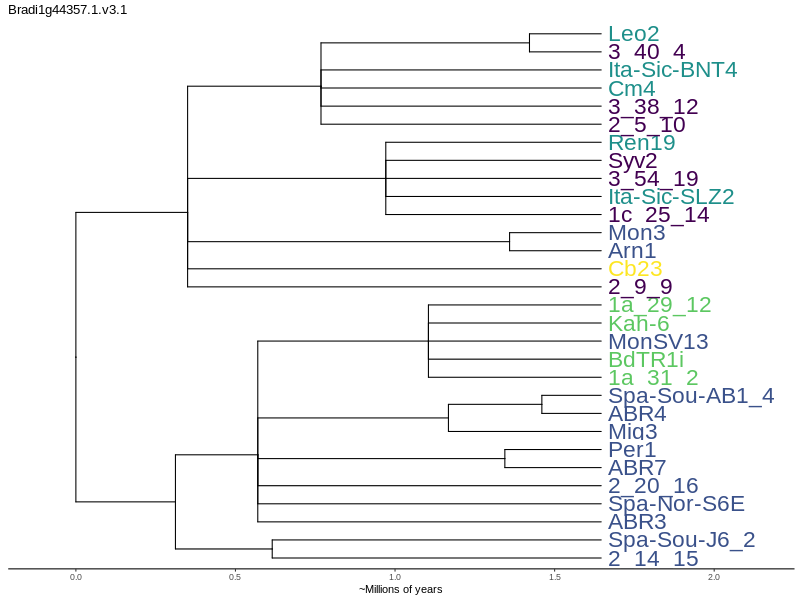 Bradi1g44357.1.v3.1
Leo2
3_40_4
Ita-Sic-BNT4
Cm4
3_38_12
2_5_10
Ren19
Syv2
3_54_19
Ita-Sic-SLZ2
1c_25_14
Mon3
Arn1
Cb23
2_9_9
1a_29_12
Kah-6
MonSV13
BdTR1i
1a_31_2
Spa-Sou-AB1_4
ABR4
Mig3
Per1
ABR7
2_20_16
Spa-Nor-S6E
ABR3
Spa-Sou-J6_2
2_14_15
0.0 0.5 1.0 1.5 2.0
~Millions of years